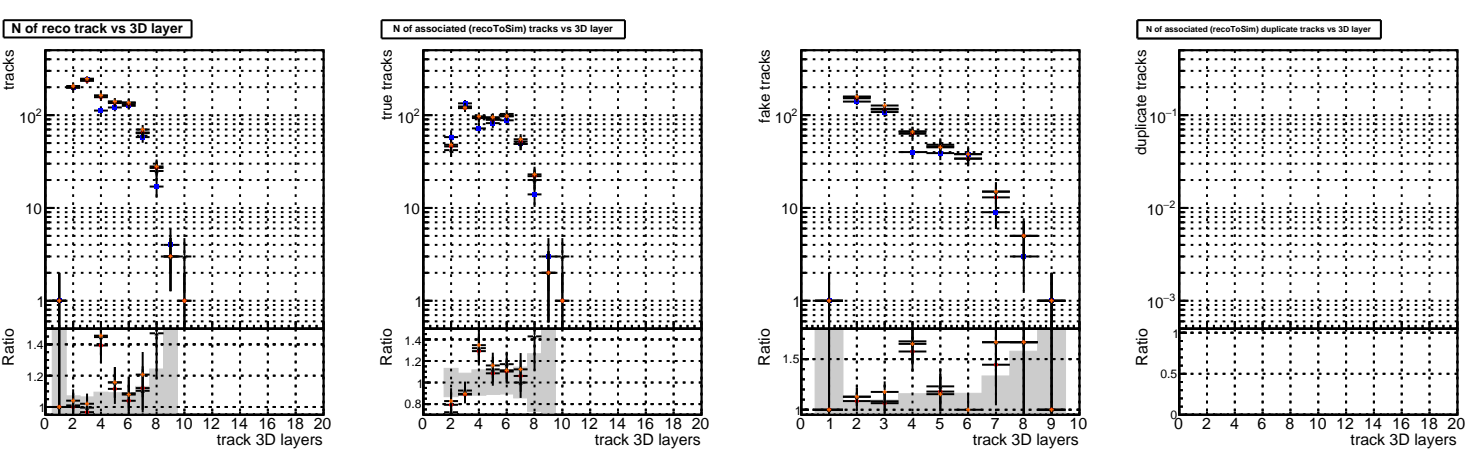 N of reco track vs 3D layer
true tracks
10²
10
1
Ratio
1.4
1.2
1
0 2 4 6 8 10 12 14 16 18 20
track 3D layers
N of associated (recoToSim) tracks vs 3D layer
true tracks
10²
10
1
Ratio
1.4
1.2
1
0.8
0 2 4 6 8 10 12 14 16 18 20
track 3D layers
fake tracks
10²
10
1
Ratio
1.5
1
0 1 2 3 4 5 6 7 8 9 10
track 3D layers
N of associated (recoToSim) duplicate tracks vs 3D layer
duplicate tracks
10⁻¹
10⁻²
10⁻³
Ratio
1
0.5
0
0 2 4 6 8 10 12 14 16 18 20
track 3D layers